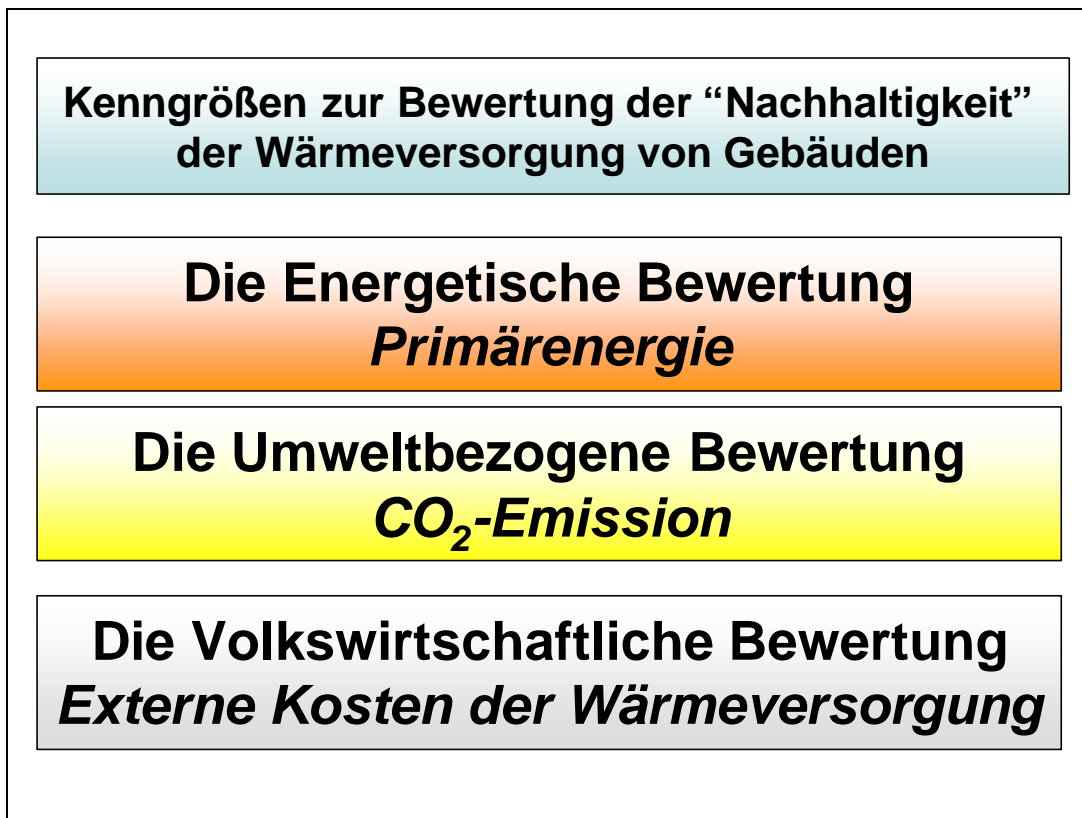 Kenngrößen zur Bewertung der “Nachhaltigkeit”
der Wärmeversorgung von Gebäuden
Die Energetische Bewertung
Primärenergie
Die Umweltbezogene Bewertung
CO₂-Emission
Die Volkswirtschaftliche Bewertung
Externe Kosten der Wärmeversorgung